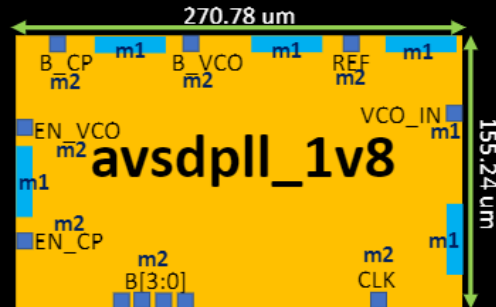 270.78 um
m1 m1 m1
B_CP B_VCO REF
m2 m2 m2
VCO_IN
m1
EN_VCO
m2
avsdpll_1v8
155.24 um
m1
m2
EN_CP
m1
m2 m2
B[3:0] CLK